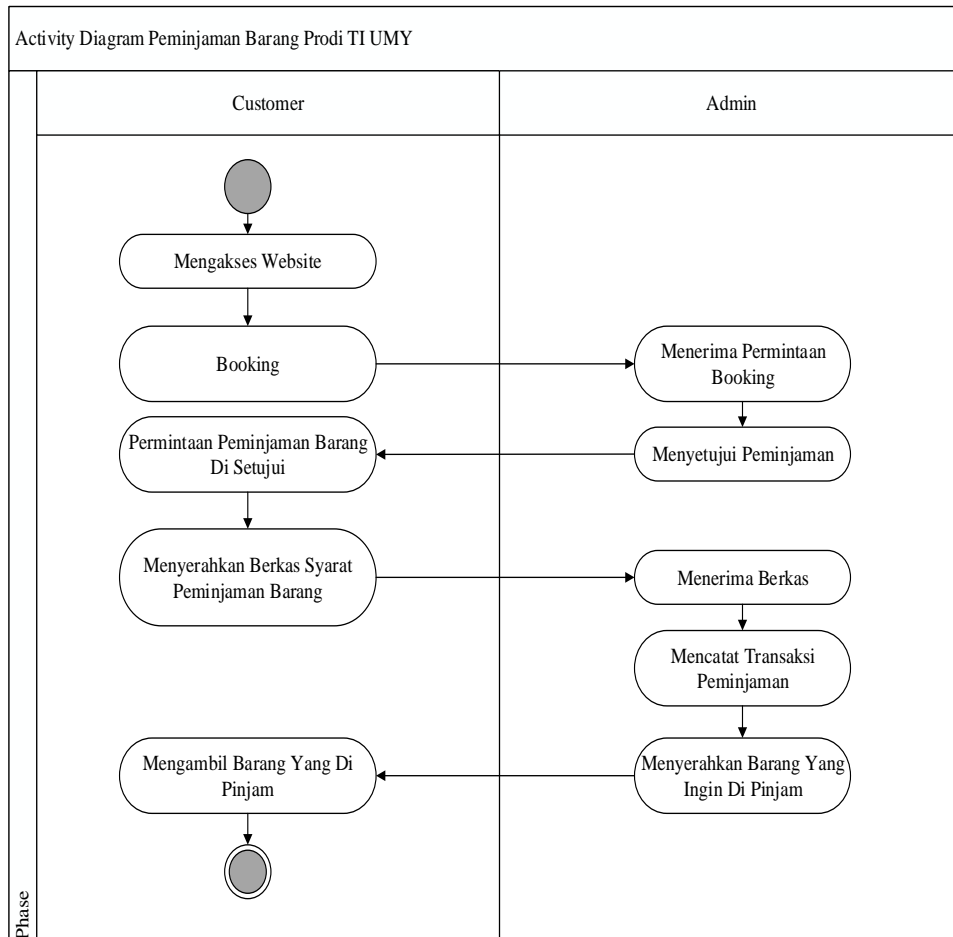 Activity Diagram Peminjaman Barang Prodi TI UMY
Customer
Admin
Mengakses Website
Booking
Menerima Permintaan
Booking
Permintaan Peminjaman Barang
Di Setujui
Menyetujui Peminjaman
Menyerahkan Berkas Syarat
Peminjaman Barang
Menerima Berkas
Mencatat Transaksi
Peminjaman
Mengambil Barang Yang Di
Pinjam
Menyerahkan Barang Yang
Ingin Di Pinjam
Phase